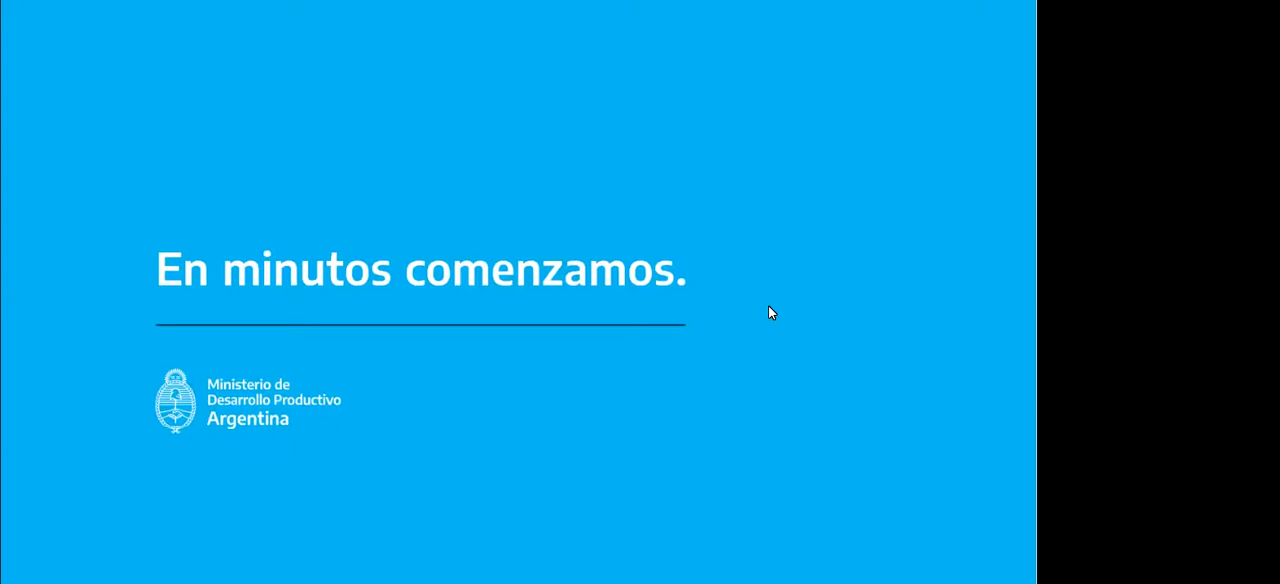 En minutos comenzamos.
Ministerio de
Desarrollo Productivo
Argentina